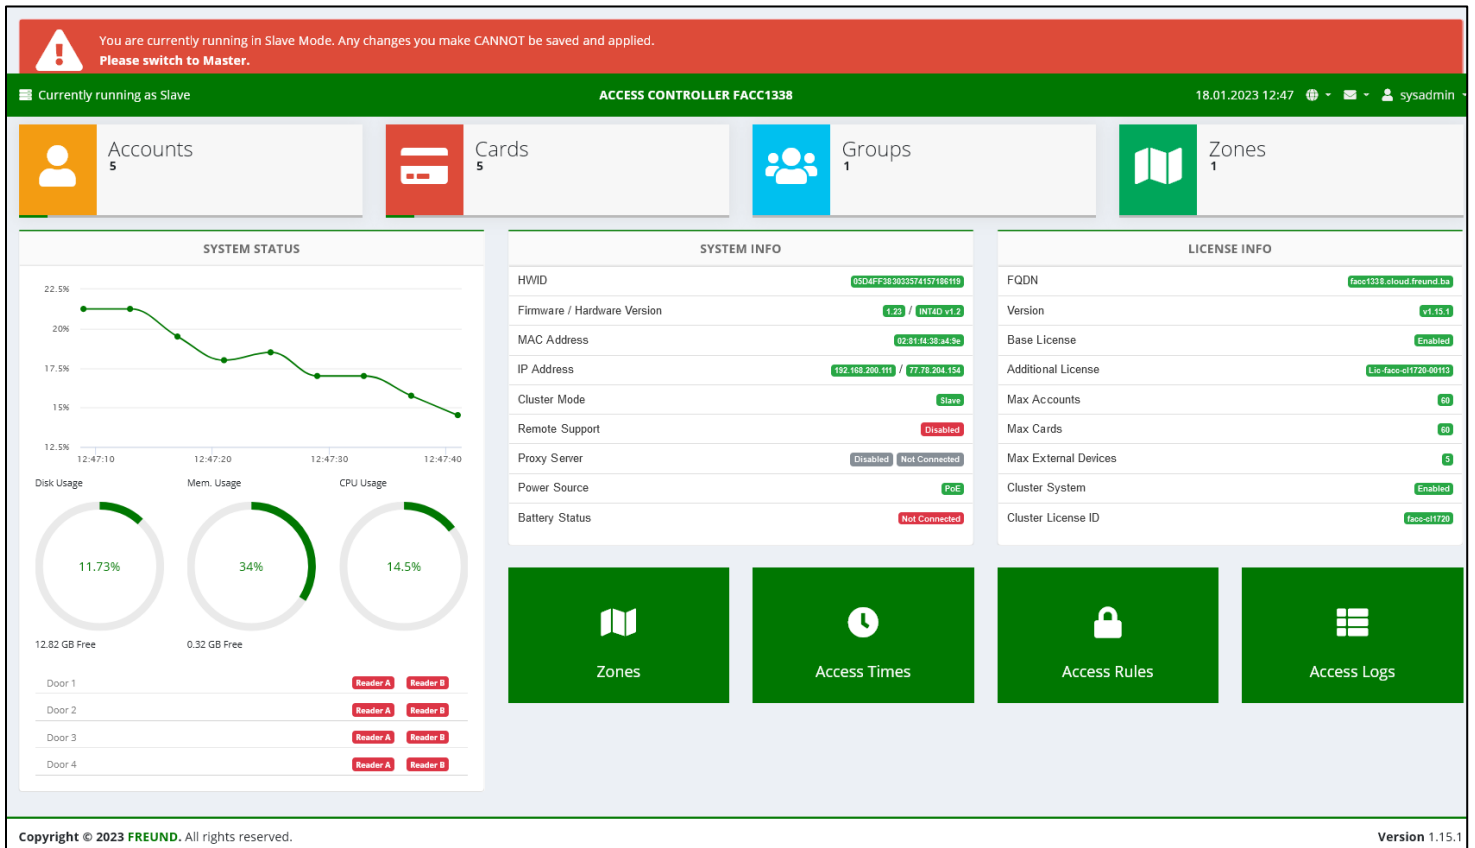 You are currently running in Slave Mode. Any changes you make CANNOT be saved and applied.
Please switch to Master.
Currently running as Slave
ACCESS CONTROLLER FACC1338
18.01.2023 12:47
sysadmin
Accounts
5
Cards
5
Groups
1
Zones
1
SYSTEM STATUS
22.5%
20%
17.5%
15%
12.5%
12:47:10 12:47:20 12:47:30 12:47:40
Disk Usage Mem. Usage CPU Usage
11.73% 34% 14.5%
12.82 GB Free 0.32 GB Free
Door 1 Reader A Reader B
Door 2 Reader A Reader B
Door 3 Reader A Reader B
Door 4 Reader A Reader B
SYSTEM INFO
HWID 05D4FF383033574157186119
Firmware / Hardware Version 1.23 / INT4D v1.2
MAC Address 02:81:f4:38:a4:9e
IP Address 192.168.200.111 / 77.78.204.154
Cluster Mode Slave
Remote Support Disabled
Proxy Server Disabled Not Connected
Power Source PoE
Battery Status Not Connected
LICENSE INFO
FQDN facc1338.cloud.freund.ba
Version v1.15.1
Base License Enabled
Additional License Lic-facc-cl1720-00113
Max Accounts 60
Max Cards 60
Max External Devices 5
Cluster System Enabled
Cluster License ID facc-cl1720
Zones
Access Times
Access Rules
Access Logs
Copyright © 2023 FREUND. All rights reserved.
Version 1.15.1